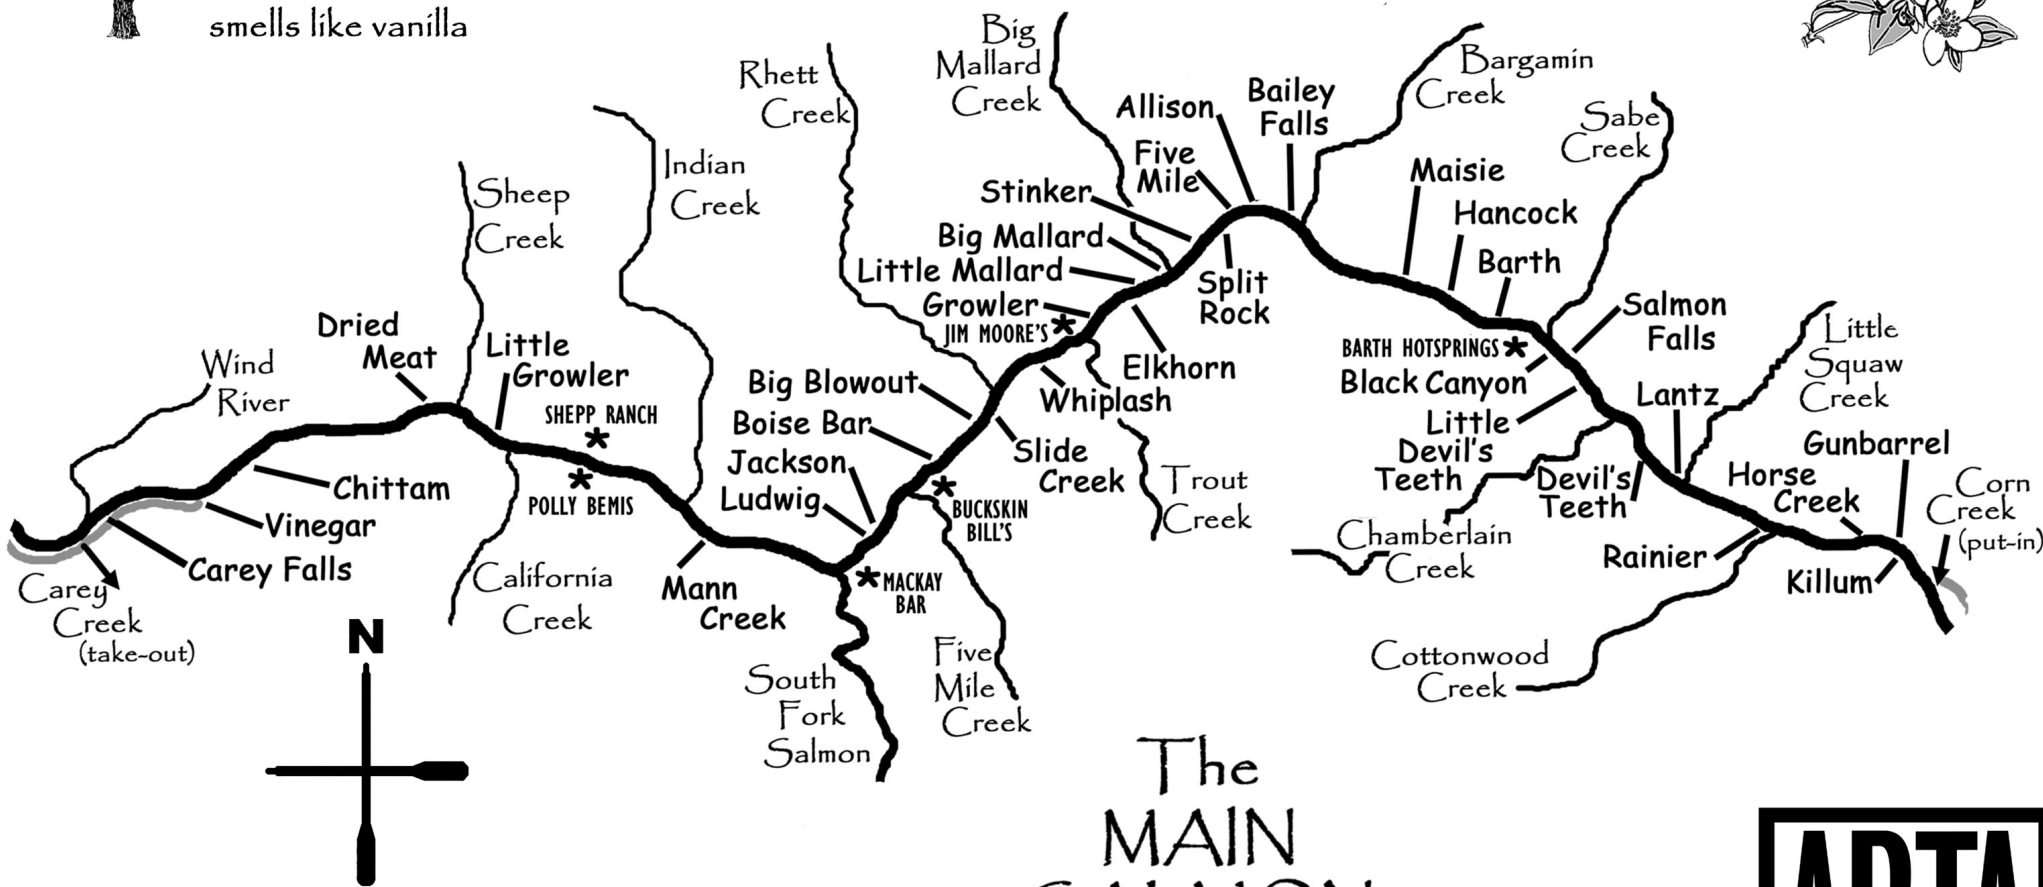 smells like vanilla
Big
Mallard
Creek
Rhett
Creek
Bargamin
Creek
Sabe
Creek
Allison
Bailey
Falls
Five
Mile
Stinker
Big Mallard
Little Mallard
Growler
JIM MOORE'S
Split
Rock
Elkhorn
Whiplash
Maisie
Hancock
Barth
BARTH HOTSPRINGS
Black Canyon
Little
Devil's
Teeth
Salmon
Falls
Lantz
Little
Squaw
Creek
Gunbarrel
Horse
Creek
Corn
Creek
(put-in)
Devil's
Teeth
Chamberlain
Creek
Rainier
Killum
Cottonwood
Creek
Indian
Creek
Sheep
Creek
Dried
Meat
Little
Growler
SHEPP RANCH
POLLY BEMIS
Wind
River
Chittam
Vinegar
Carey Falls
Carey
Creek
(take-out)
California
Creek
Big Blowout
Boise Bar
Jackson
Ludwig
Slide
Creek
Trout
Creek
BUCKSKIN
BILL'S
Mann
Creek
MACKAY
BAR
South
Fork
Salmon
Five
Mile
Creek
N
The
MAIN
SALMON
ARTA